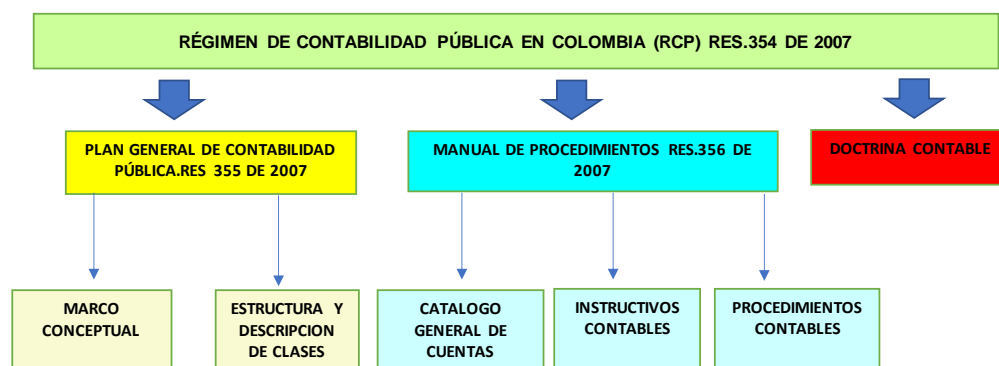 RÉGIMEN DE CONTABILIDAD PÚBLICA EN COLOMBIA (RCP) RES.354 DE 2007
PLAN GENERAL DE CONTABILIDAD
PÚBLICA.RES 355 DE 2007
MANUAL DE PROCEDIMIENTOS RES.356 DE
2007
DOCTRINA CONTABLE
MARCO
CONCEPTUAL
ESTRUCTURA Y
DESCRIPCION
DE CLASES
CATALOGO
GENERAL DE
CUENTAS
INSTRUCTIVOS
CONTABLES
PROCEDIMIENTOS
CONTABLES